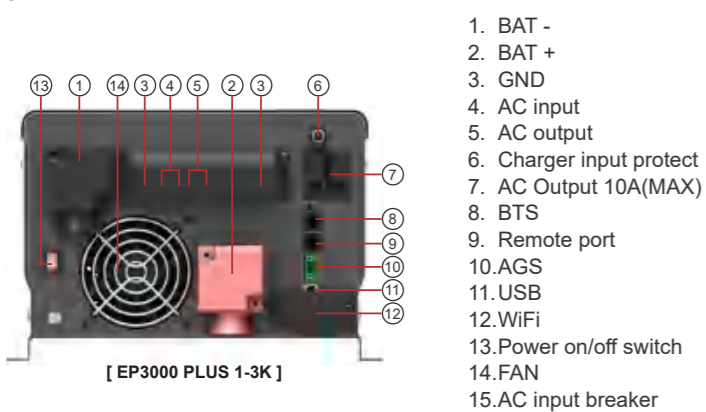 13 1 14 3 4 5 2 3 6
7
8
9
10
11
12
[ EP3000 PLUS 1-3K ]
1. BAT -
2. BAT +
3. GND
4. AC input
5. AC output
6. Charger input protect
7. AC Output 10A(MAX)
8. BTS
9. Remote port
10.AGS
11.USB
12.WiFi
13.Power on/off switch
14.FAN
15.AC input breaker